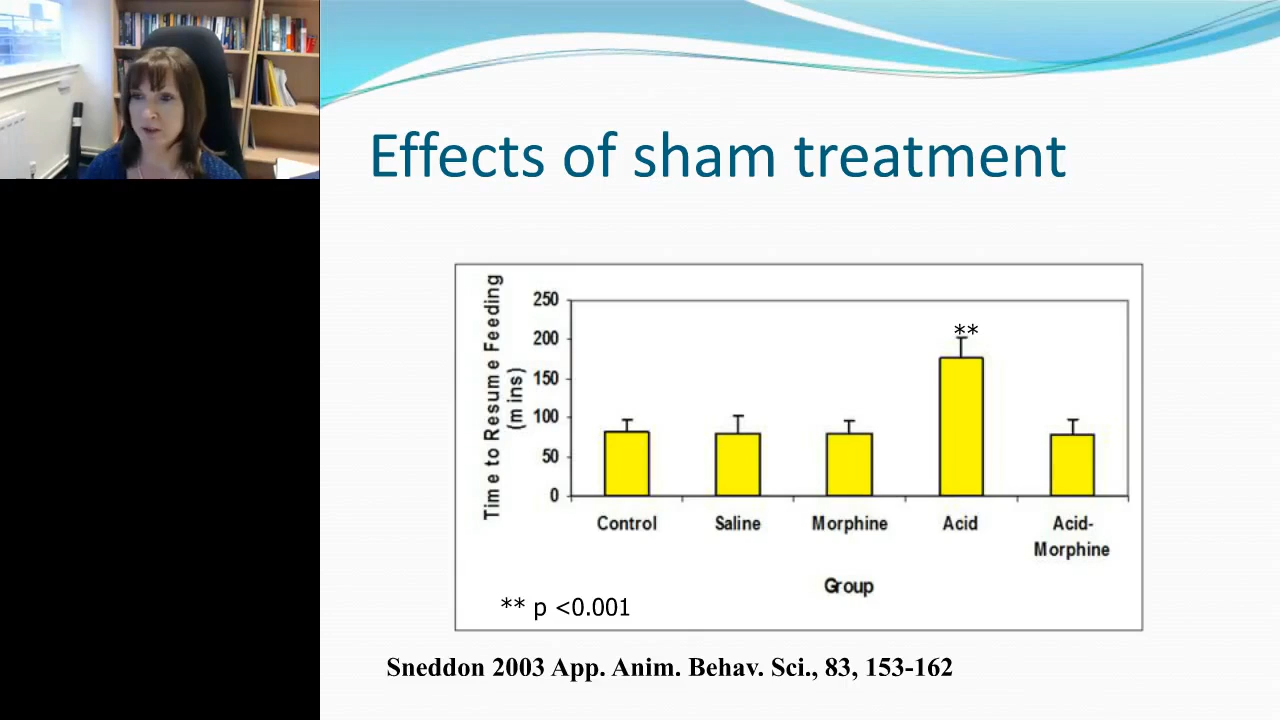 Effects of sham treatment
Time to Resume Feeding
(mins)
250
200
150
100
50
0
**
Control
Saline
Morphine
Acid
Acid-
Morphine
Group
** p <0.001
Sneddon 2003 App. Anim. Behav. Sci., 83, 153-162